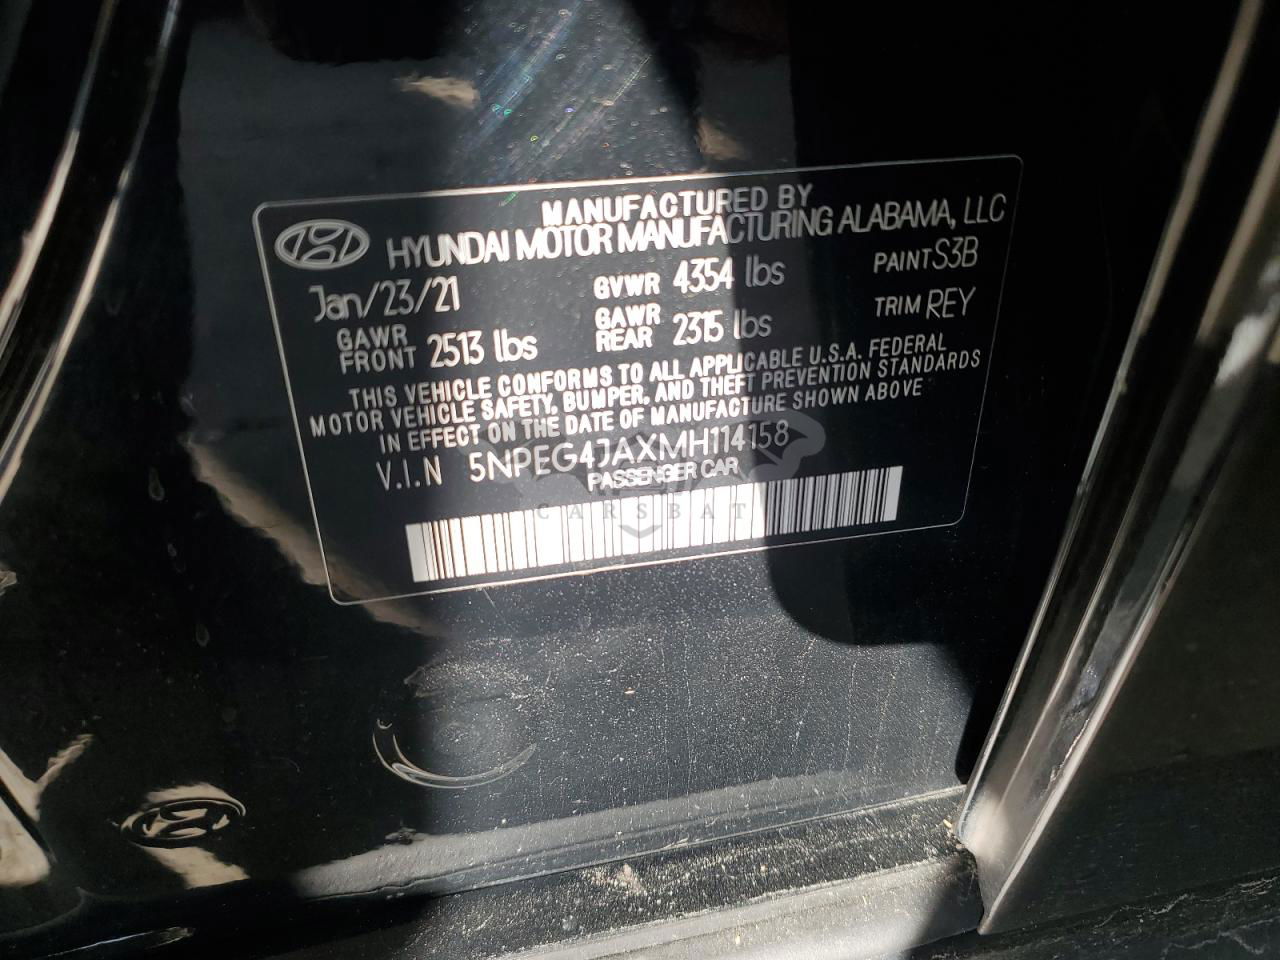 MANUFACTURED BY
HYUNDAI MOTOR MANUFACTURING ALABAMA, LLC
Jan/23/21 GVWR 4354 lbs PAINT S3B
GAWR FRONT 2513 lbs GAWR REAR 2315 lbs TRIM REY
THIS VEHICLE CONFORMS TO ALL APPLICABLE U.S.A. FEDERAL
MOTOR VEHICLE SAFETY, BUMPER, AND THEFT PREVENTION STANDARDS
IN EFFECT ON THE DATE OF MANUFACTURE SHOWN ABOVE
V.I.N 5NPEG4JAXMH114158
PASSENGER CAR
CARSBAT